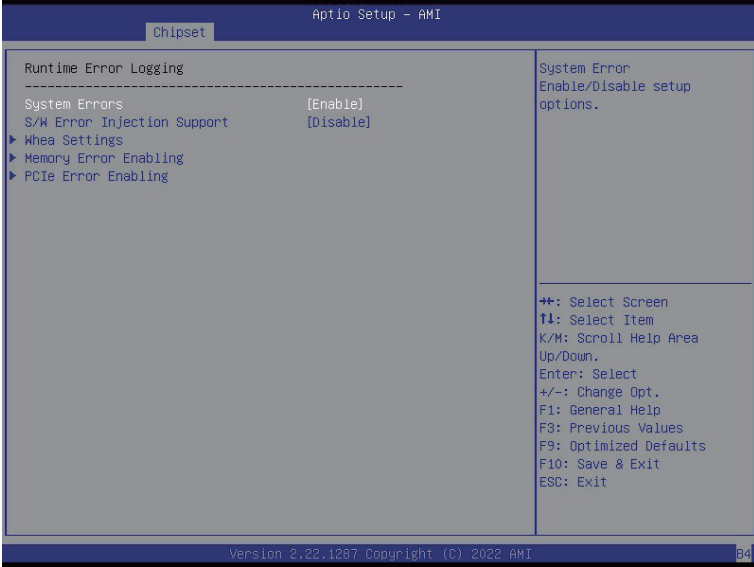 Aptio Setup – AMI
Chipset
Runtime Error Logging
--------------------------------------------------
System Errors [Enable]
S/W Error Injection Support [Disable]
▶ Whea Settings
▶ Memory Error Enabling
▶ PCIe Error Enabling
System Error
Enable/Disable setup
options.
→←: Select Screen
↑↓: Select Item
K/M: Scroll Help Area
Up/Down.
Enter: Select
+/-: Change Opt.
F1: General Help
F3: Previous Values
F9: Optimized Defaults
F10: Save & Exit
ESC: Exit
Version 2.22.1287 Copyright (C) 2022 AMI
B4